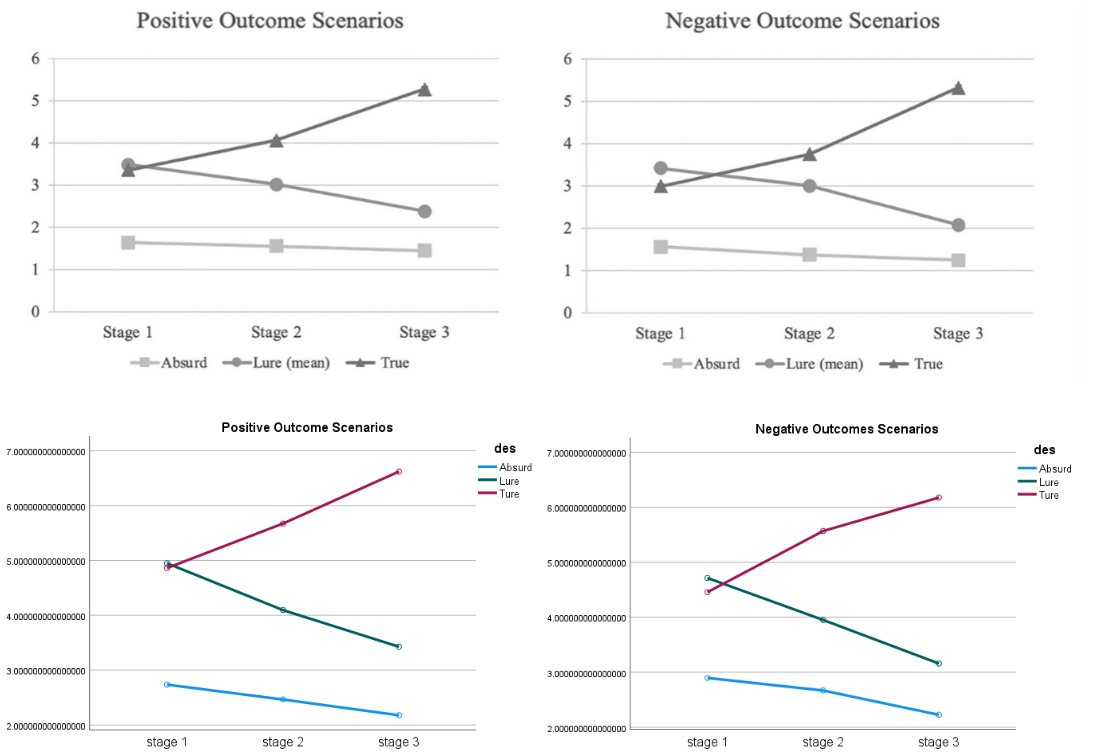 Positive Outcome Scenarios
6
5
4
3
2
1
0
Stage 1 Stage 2 Stage 3
Absurd Lure (mean) True
Negative Outcome Scenarios
6
5
4
3
2
1
0
Stage 1 Stage 2 Stage 3
Absurd Lure (mean) True
Positive Outcome Scenarios
des
Absurd
Lure
Ture
7.000000000000000
6.000000000000000
5.000000000000000
4.000000000000000
3.000000000000000
2.000000000000000
stage 1 stage 2 stage 3
Negative Outcomes Scenarios
des
Absurd
Lure
Ture
7.000000000000000
6.000000000000000
5.000000000000000
4.000000000000000
3.000000000000000
2.000000000000000
stage 1 stage 2 stage 3